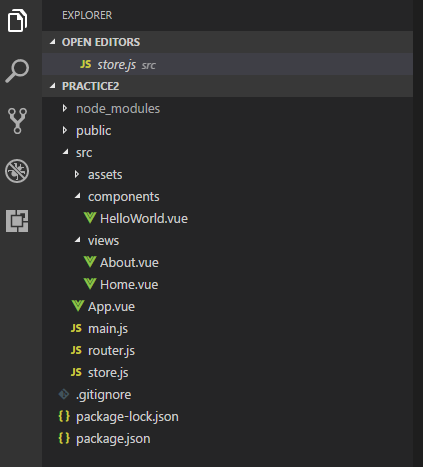 EXPLORER
OPEN EDITORS
JS store.js src
PRACTICE2
node_modules
public
src
assets
components
HelloWorld.vue
views
About.vue
Home.vue
App.vue
JS main.js
JS router.js
JS store.js
.gitignore
{ } package-lock.json
{ } package.json